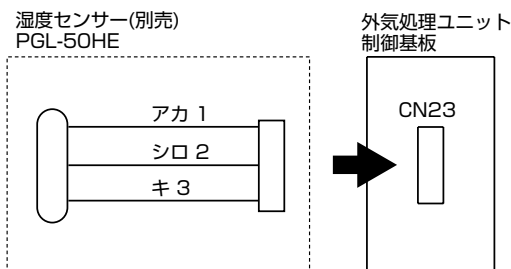 湿度センサー(別売)
PGL-50HE
アカ 1
シロ 2
キ 3
外気処理ユニット
制御基板
CN23